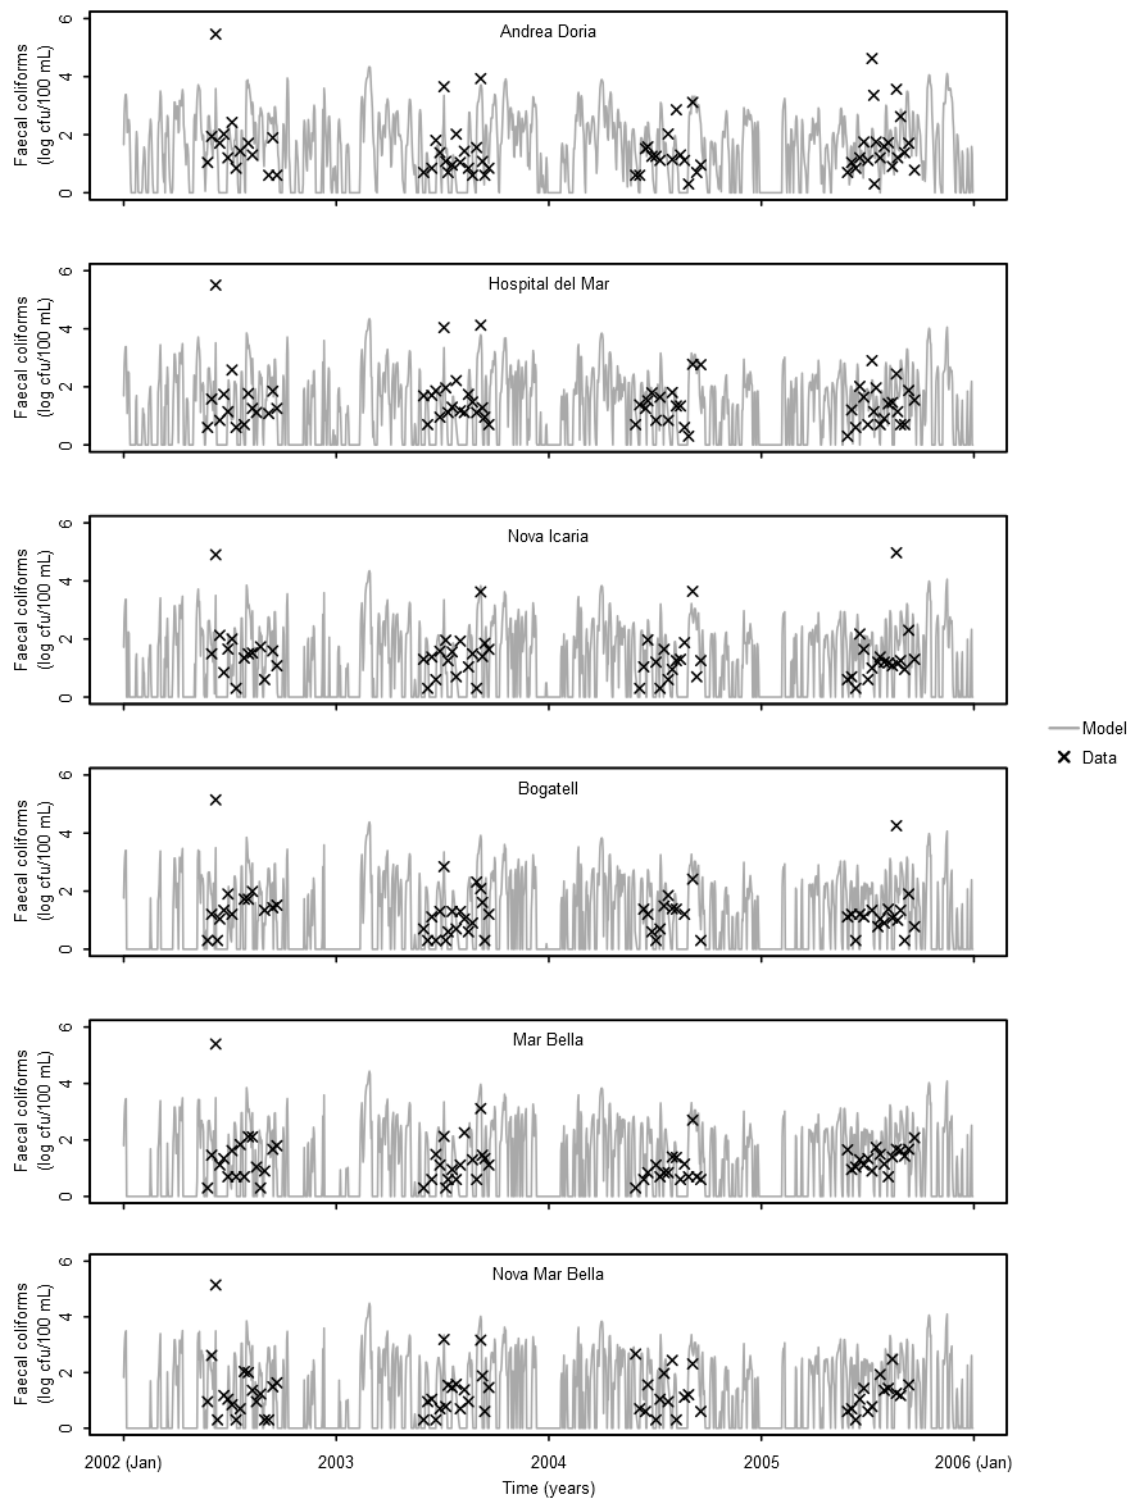 Andrea Doria
Faecal coliforms
(log cfu/100 mL)
6
4
2
0
Hospital del Mar
Faecal coliforms
(log cfu/100 mL)
6
4
2
0
Nova Icaria
Faecal coliforms
(log cfu/100 mL)
6
4
2
0
Model
Data
Bogatell
Faecal coliforms
(log cfu/100 mL)
6
4
2
0
Mar Bella
Faecal coliforms
(log cfu/100 mL)
6
4
2
0
Nova Mar Bella
Faecal coliforms
(log cfu/100 mL)
6
4
2
0
2002 (Jan) 2003 2004 2005 2006 (Jan)
Time (years)